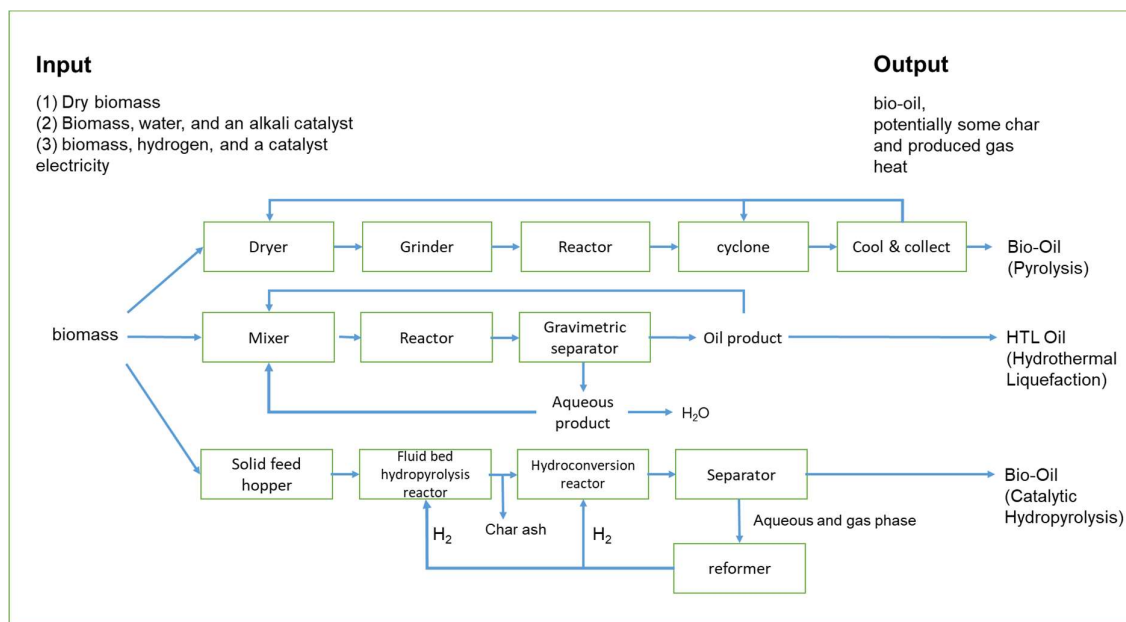 Input
(1) Dry biomass
(2) Biomass, water, and an alkali catalyst
(3) biomass, hydrogen, and a catalyst
electricity
Output
bio-oil,
potentially some char
and produced gas
heat
Dryer
Grinder
Reactor
cyclone
Cool & collect
Bio-Oil
(Pyrolysis)
biomass
Mixer
Reactor
Gravimetric
separator
Oil product
HTL Oil
(Hydrothermal
Liquefaction)
Aqueous
product
H₂O
Solid feed
hopper
Fluid bed
hydropyrolysis
reactor
Hydroconversion
reactor
Separator
Bio-Oil
(Catalytic
Hydropyrolysis)
H₂
Char ash
H₂
Aqueous and gas phase
reformer